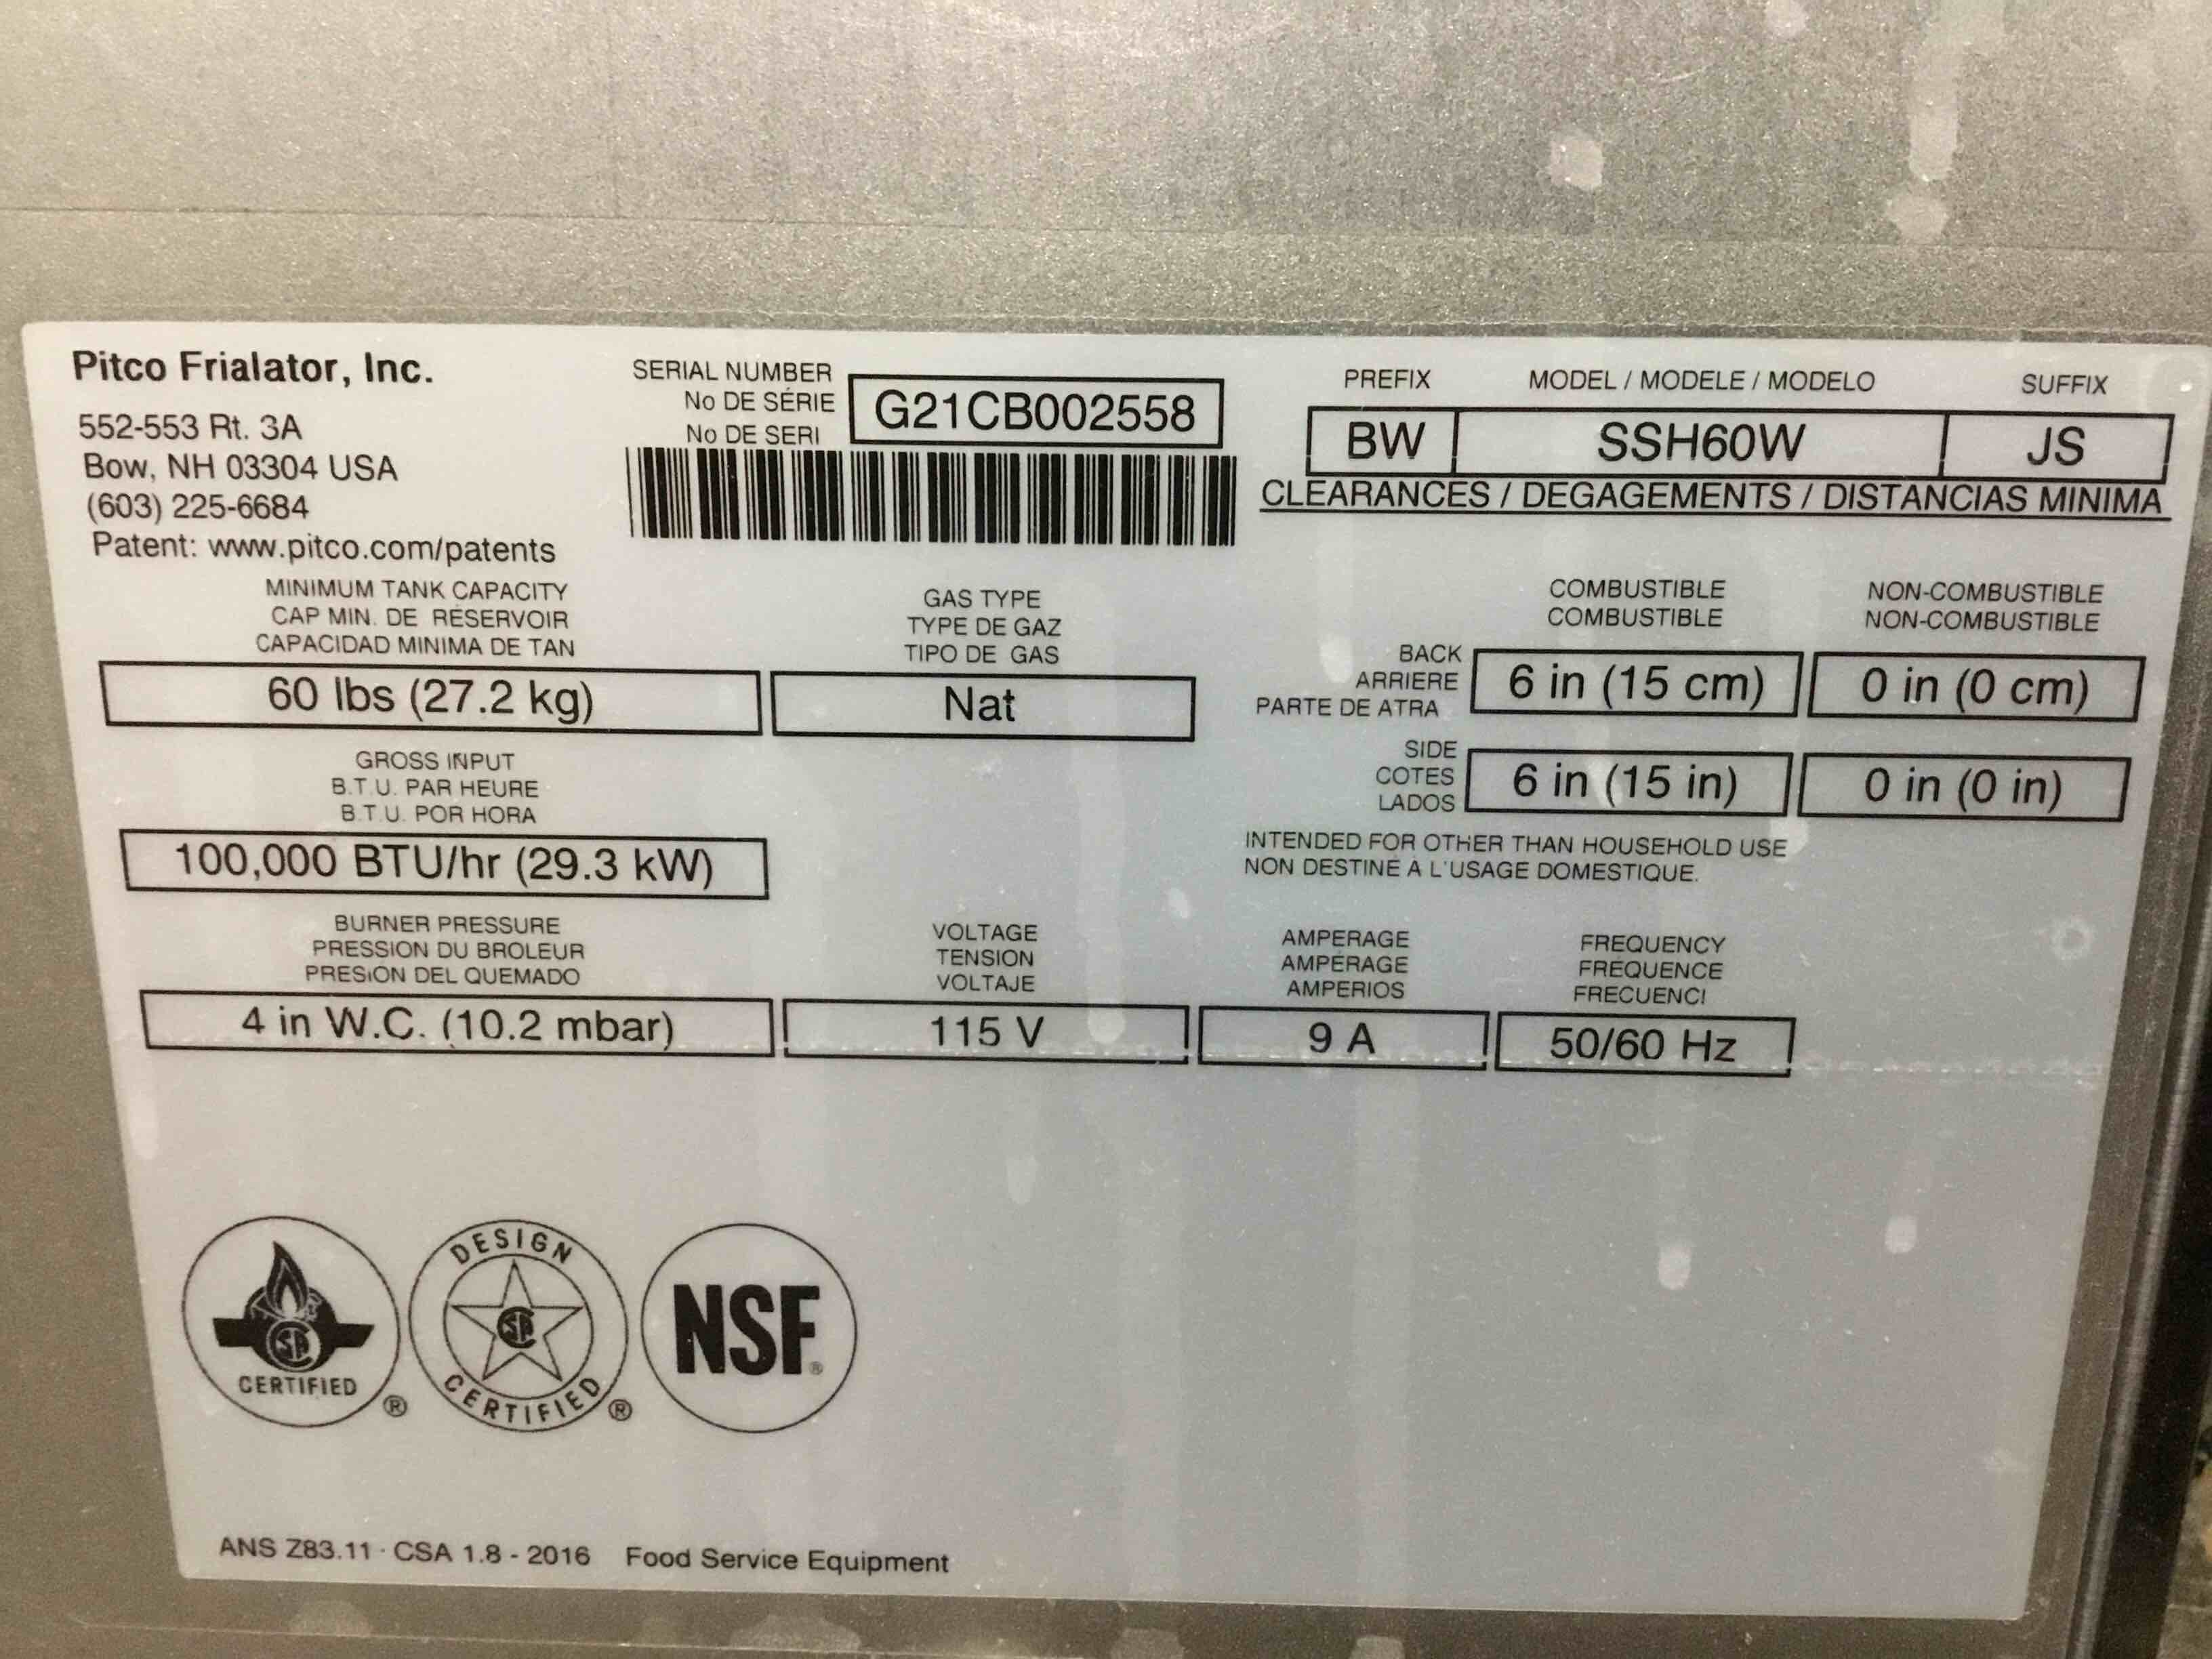 Pitco Frialator, Inc.
552-553 Rt. 3A
Bow, NH 03304 USA
(603) 225-6684
Patent: www.pitco.com/patents
SERIAL NUMBER
No DE SÉRIE
No DE SERI
G21CB002558
PREFIX
MODEL / MODELE / MODELO
SUFFIX
BW
SSH60W
JS
CLEARANCES / DEGAGEMENTS / DISTANCIAS MINIMA
MINIMUM TANK CAPACITY
CAP MIN. DE RÉSERVOIR
CAPACIDAD MINIMA DE TAN
60 lbs (27.2 kg)
GAS TYPE
TYPE DE GAZ
TIPO DE GAS
Nat
COMBUSTIBLE
COMBUSTIBLE
NON-COMBUSTIBLE
NON-COMBUSTIBLE
BACK
ARRIERE
PARTE DE ATRA
6 in (15 cm)
0 in (0 cm)
SIDE
COTES
LADOS
6 in (15 in)
0 in (0 in)
GROSS INPUT
B.T.U. PAR HEURE
B.T.U. POR HORA
100,000 BTU/hr (29.3 kW)
INTENDED FOR OTHER THAN HOUSEHOLD USE
NON DESTINÉ À L'USAGE DOMESTIQUE.
BURNER PRESSURE
PRESSION DU BROLEUR
PRESION DEL QUEMADO
4 in W.C. (10.2 mbar)
VOLTAGE
TENSION
VOLTAJE
115 V
AMPERAGE
AMPÉRAGE
AMPERIOS
9 A
FREQUENCY
FRÉQUENCE
FRECUENCI
50/60 Hz
SA
CERTIFIED
®
DESIGN
SA
CERTIFIED
®
NSF®
ANS Z83.11 · CSA 1.8 - 2016 Food Service Equipment